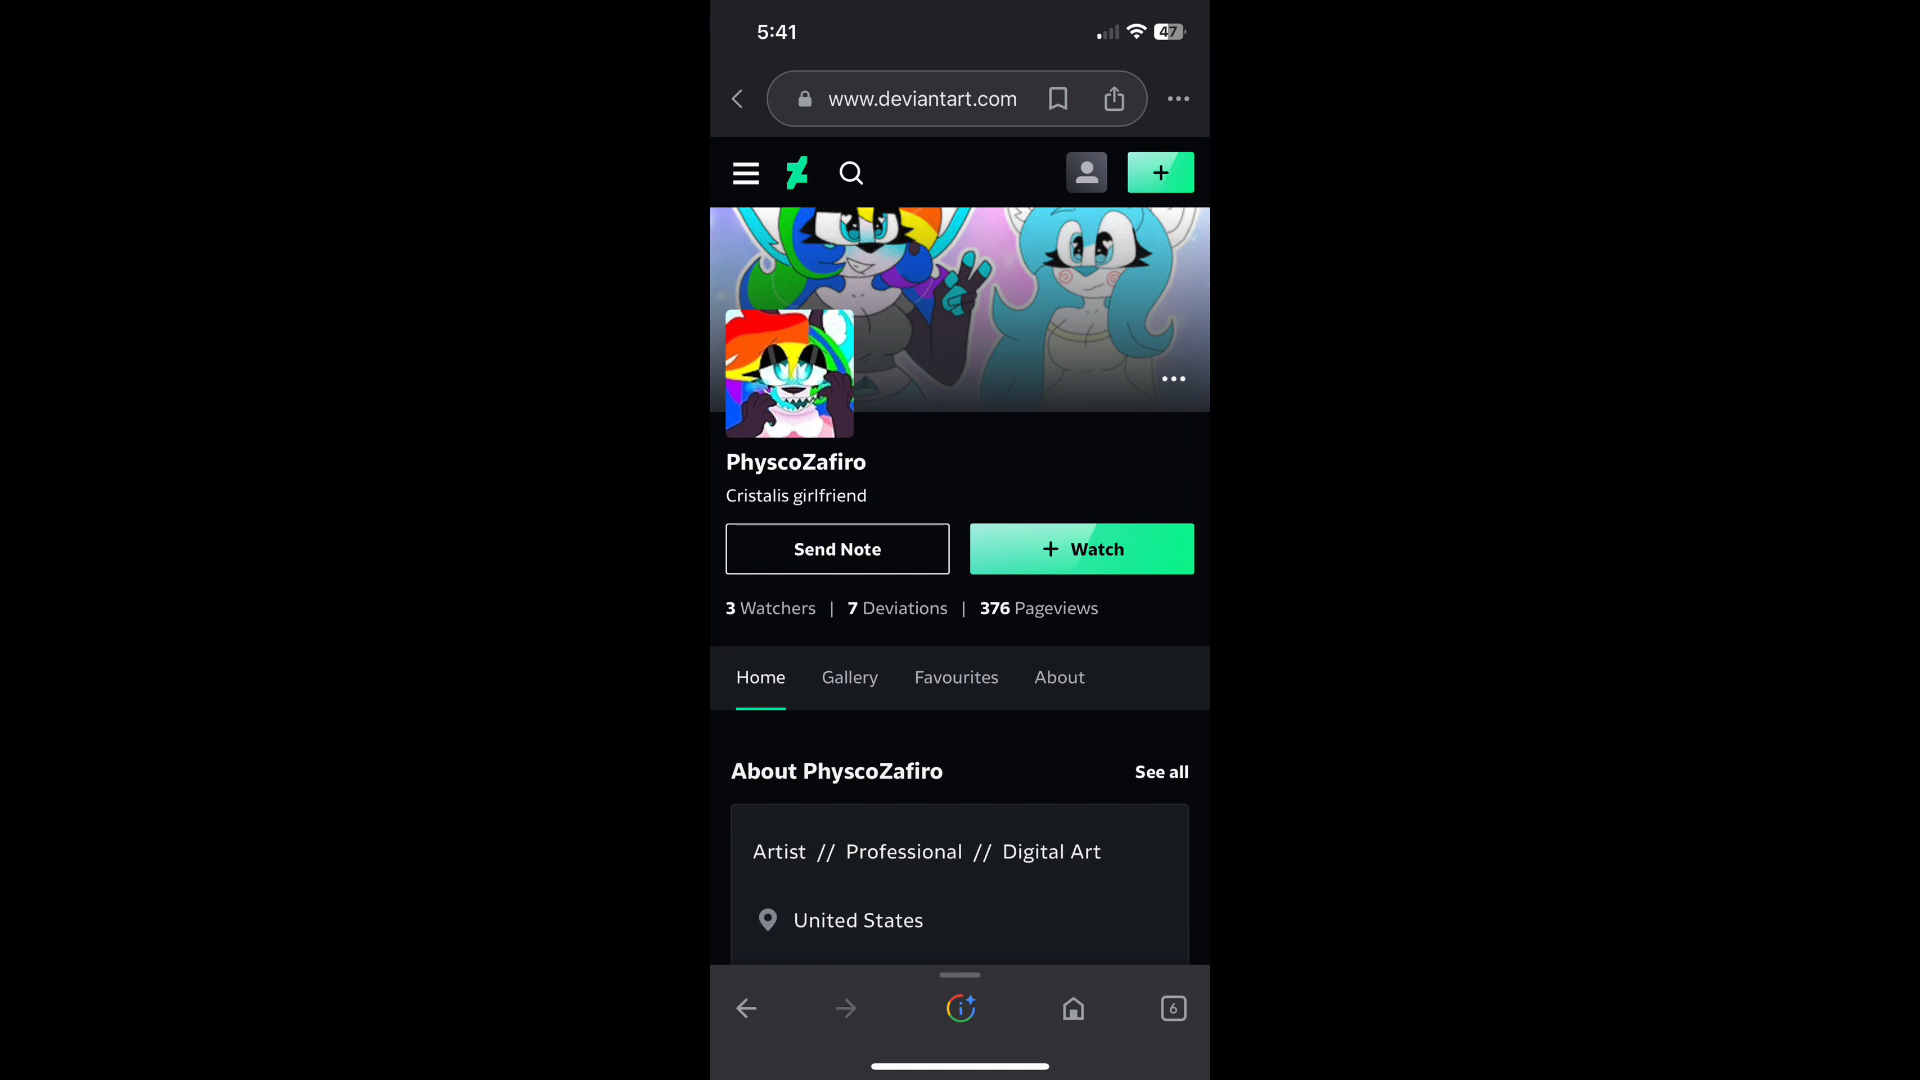 5:41
47
www.deviantart.com
PhyscoZafiro
Cristalis girlfriend
Send Note
+ Watch
3 Watchers | 7 Deviations | 376 Pageviews
Home Gallery Favourites About
About PhyscoZafiro See all
Artist // Professional // Digital Art
United States
6